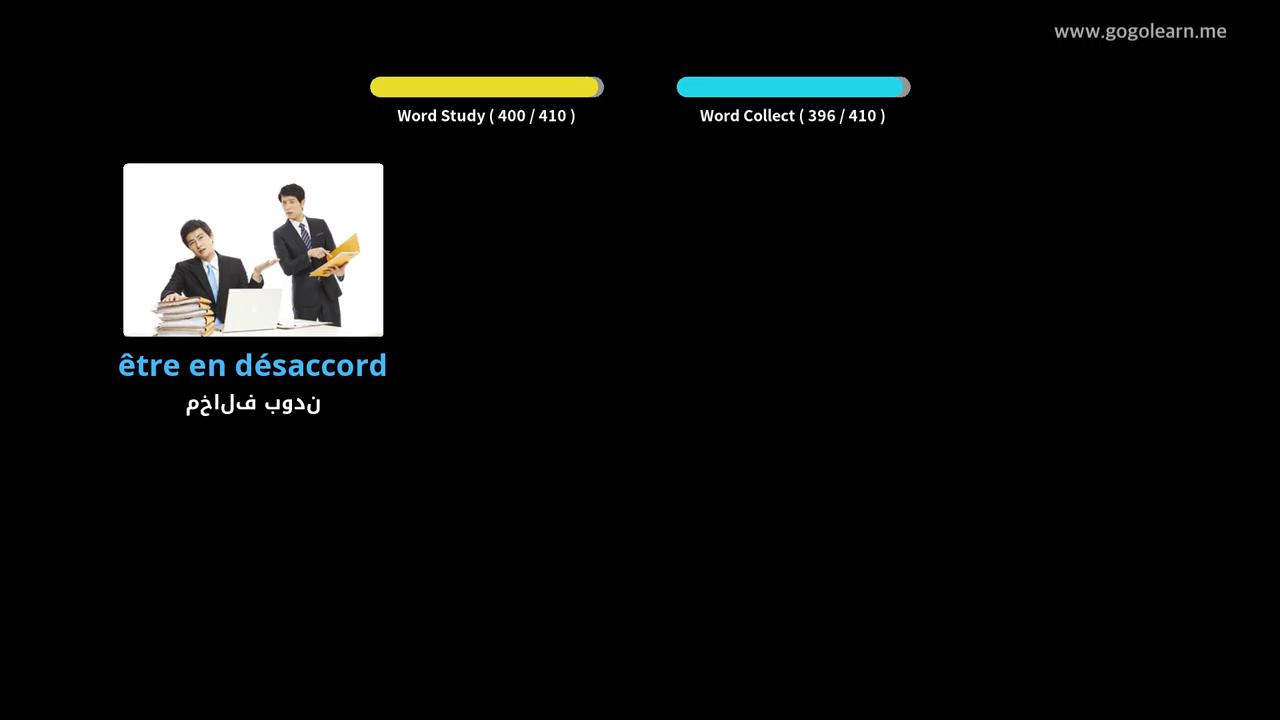 www.gogolearn.me
Word Study ( 400 / 410 )
Word Collect ( 396 / 410 )
être en désaccord
مخالف بودن